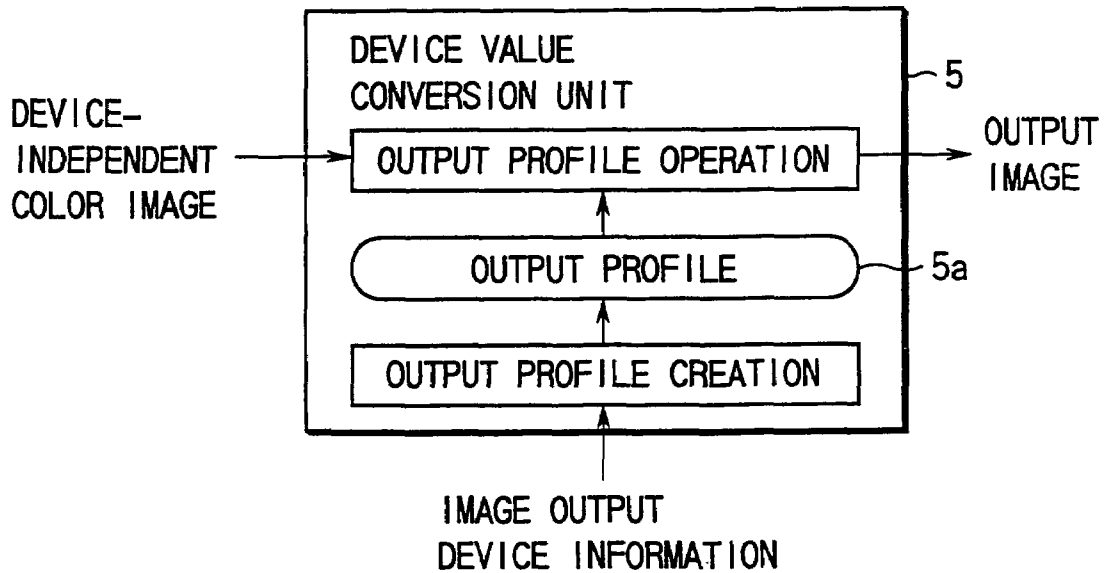 DEVICE VALUE
CONVERSION UNIT
5
DEVICE-
INDEPENDENT
COLOR IMAGE
OUTPUT PROFILE OPERATION
OUTPUT
IMAGE
OUTPUT PROFILE
5a
OUTPUT PROFILE CREATION
IMAGE OUTPUT
DEVICE INFORMATION